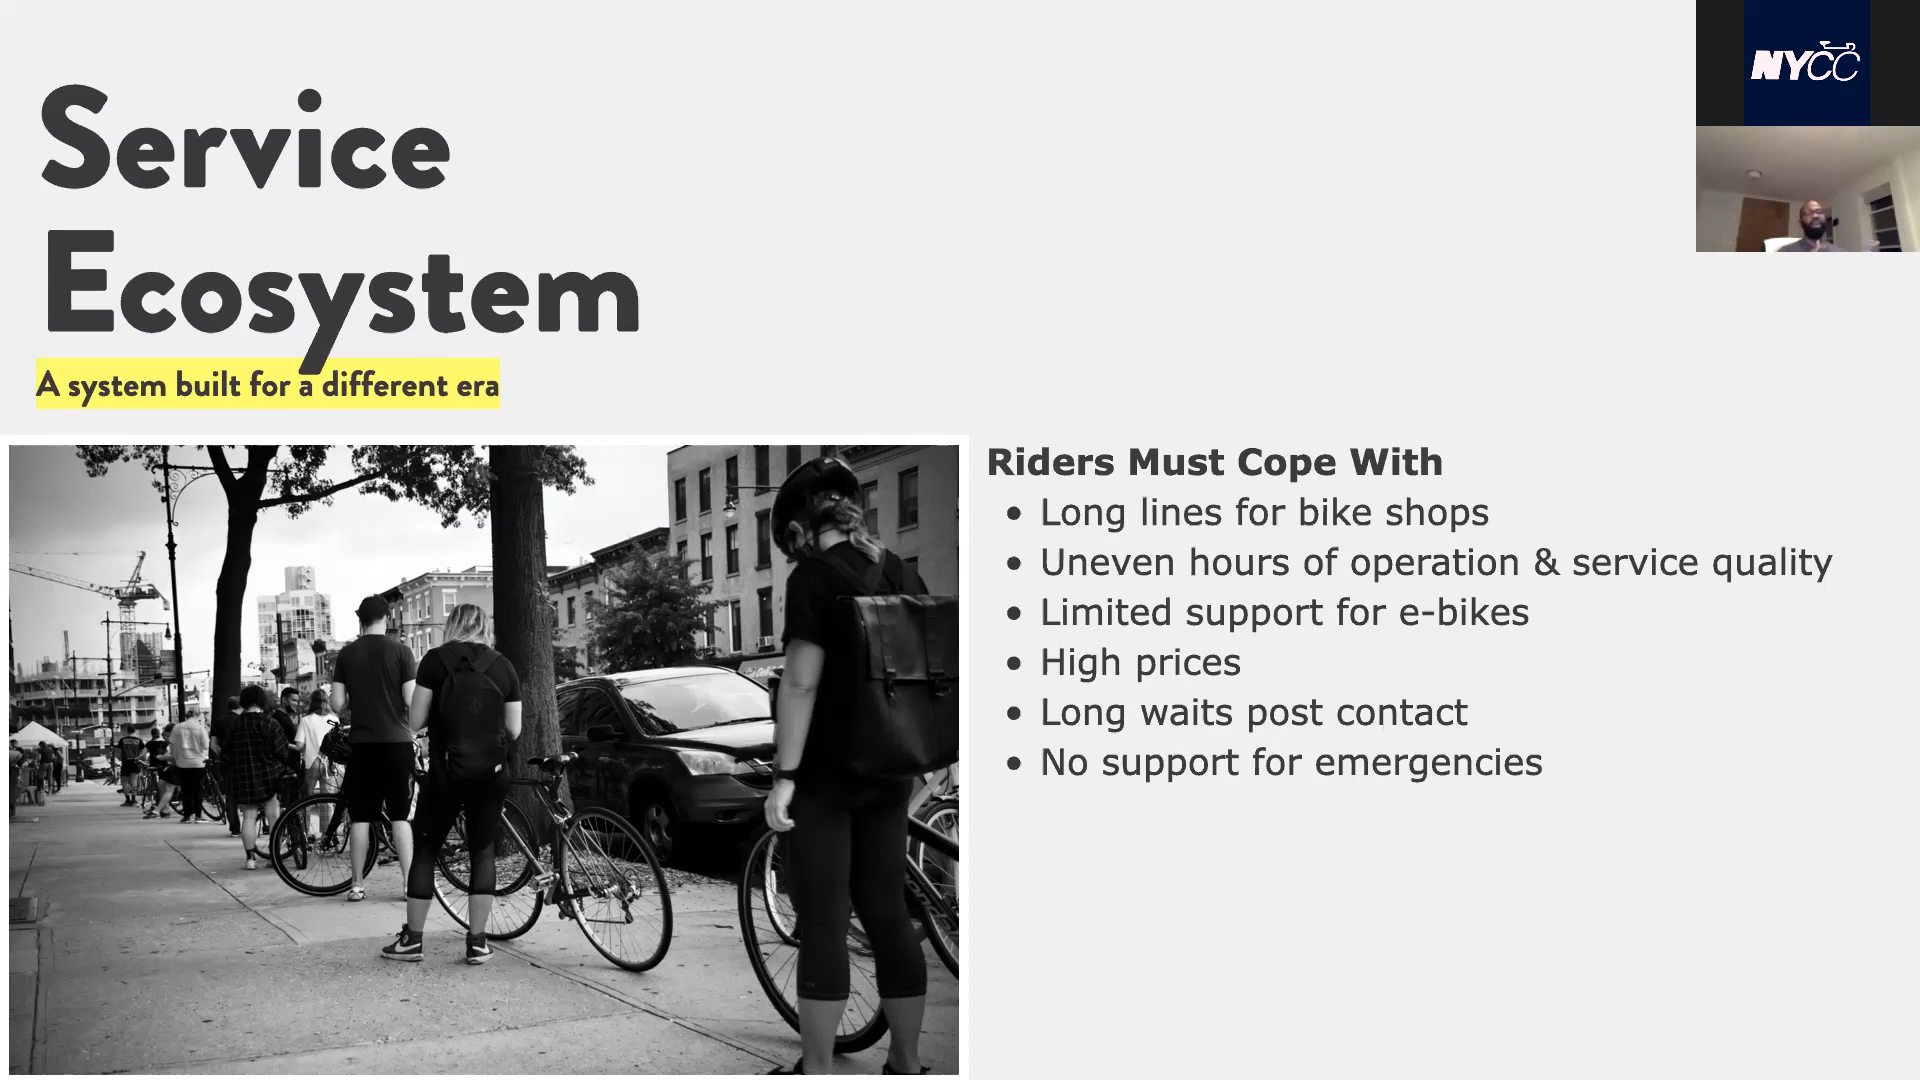 Service
Ecosystem
A system built for a different era
NYCC
Riders Must Cope With
• Long lines for bike shops
• Uneven hours of operation & service quality
• Limited support for e-bikes
• High prices
• Long waits post contact
• No support for emergencies